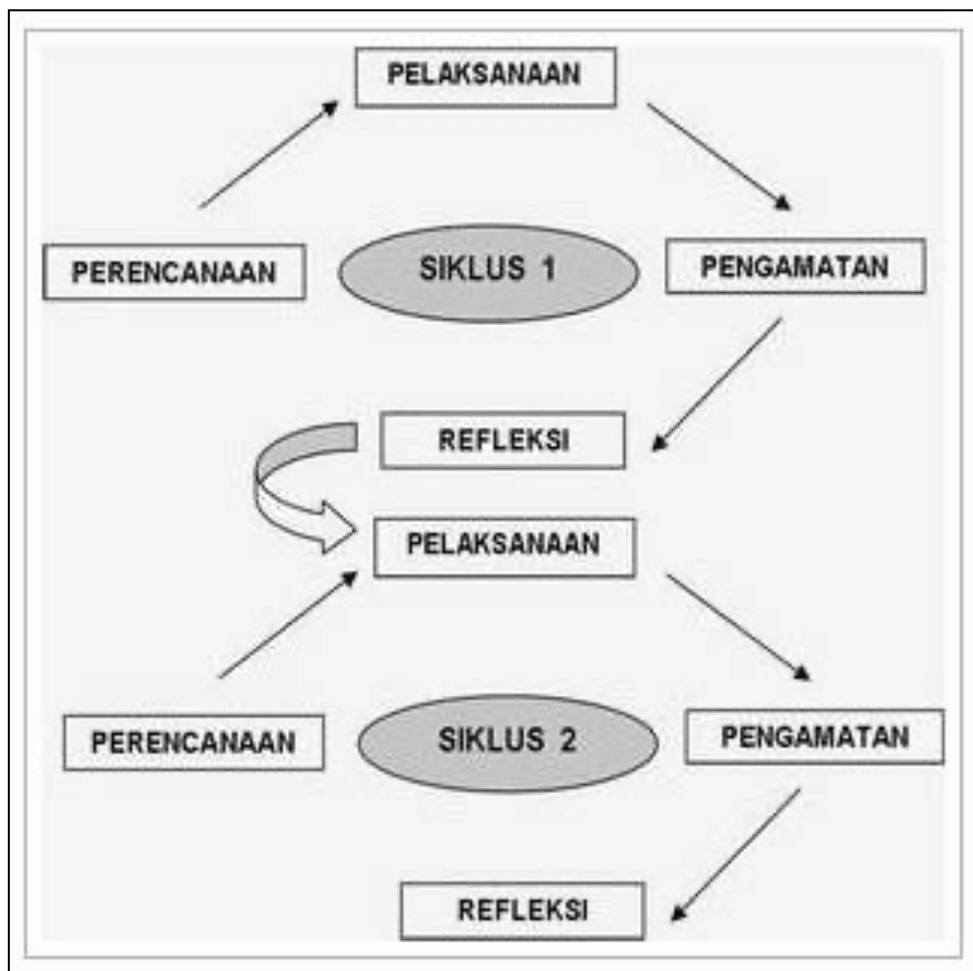 PELAKSANAAN
PERENCANAAN
SIKLUS 1
PENGAMATAN
REFLEKSI
PELAKSANAAN
PERENCANAAN
SIKLUS 2
PENGAMATAN
REFLEKSI